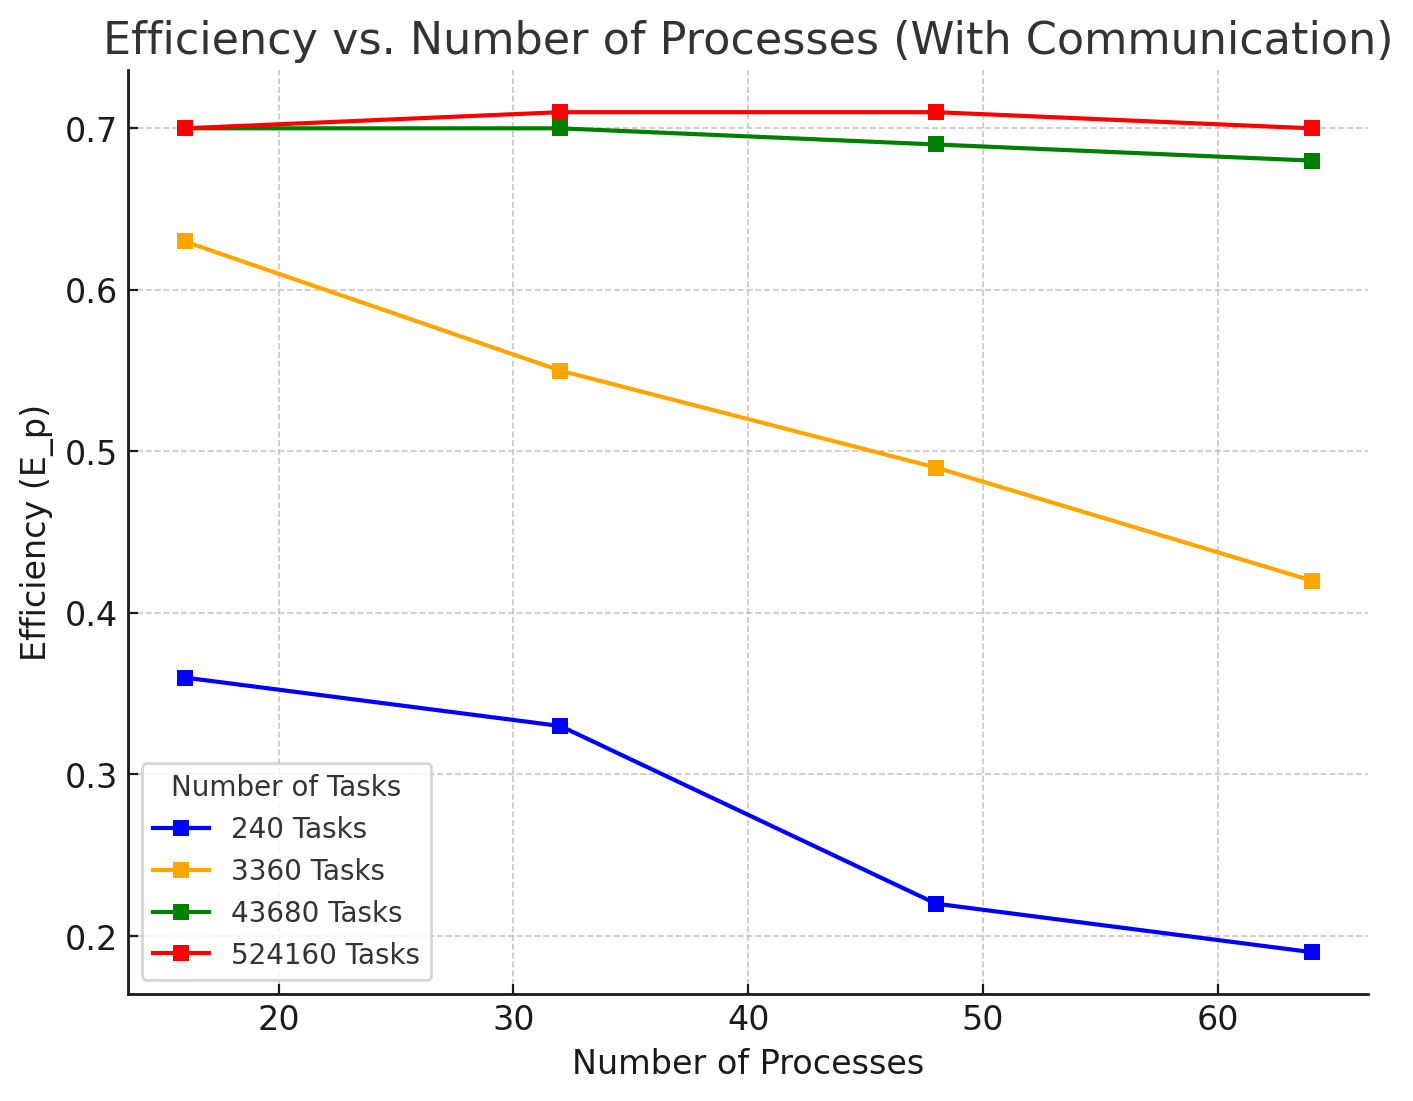 Efficiency vs. Number of Processes (With Communication)
Efficiency (E_p)
0.7
0.6
0.5
0.4
0.3
0.2
Number of Tasks
240 Tasks
3360 Tasks
43680 Tasks
524160 Tasks
20 30 40 50 60
Number of Processes